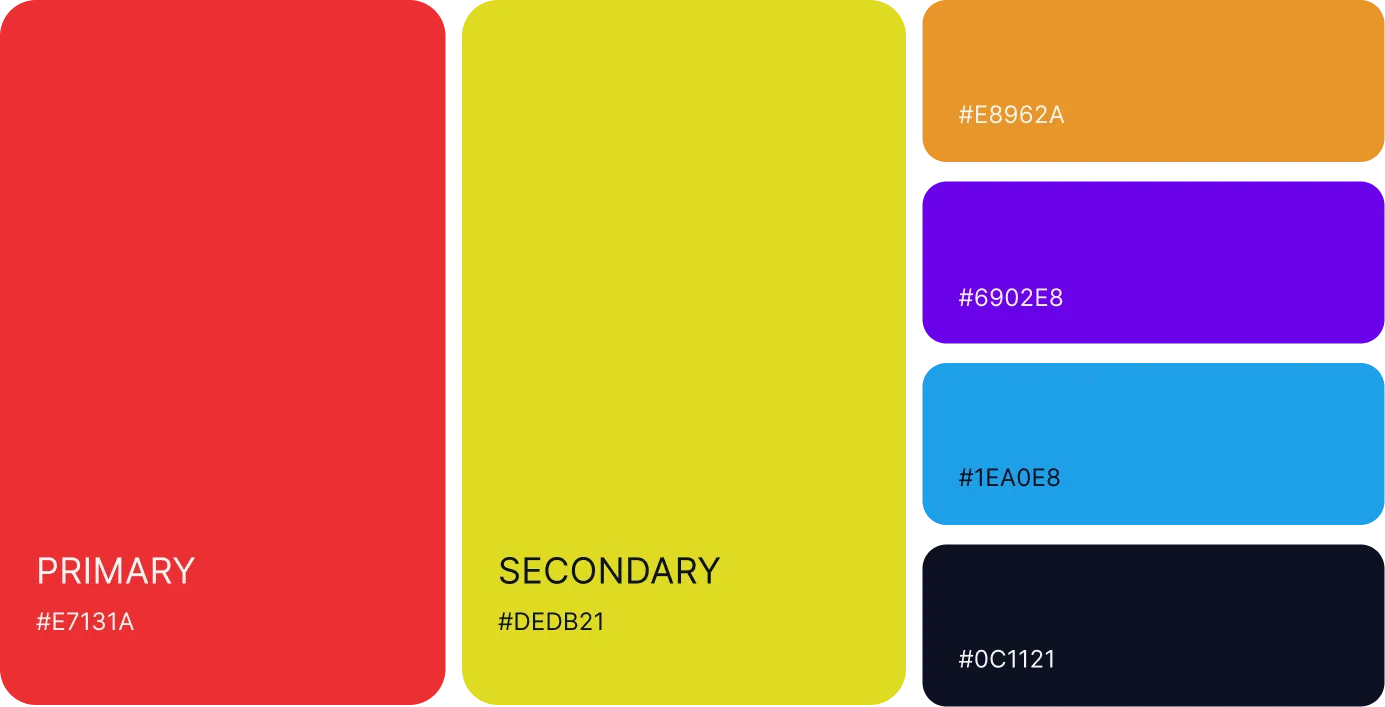 PRIMARY
#E7131A
SECONDARY
#DEDB21
#E8962A
#6902E8
#1EA0E8
#0C1121